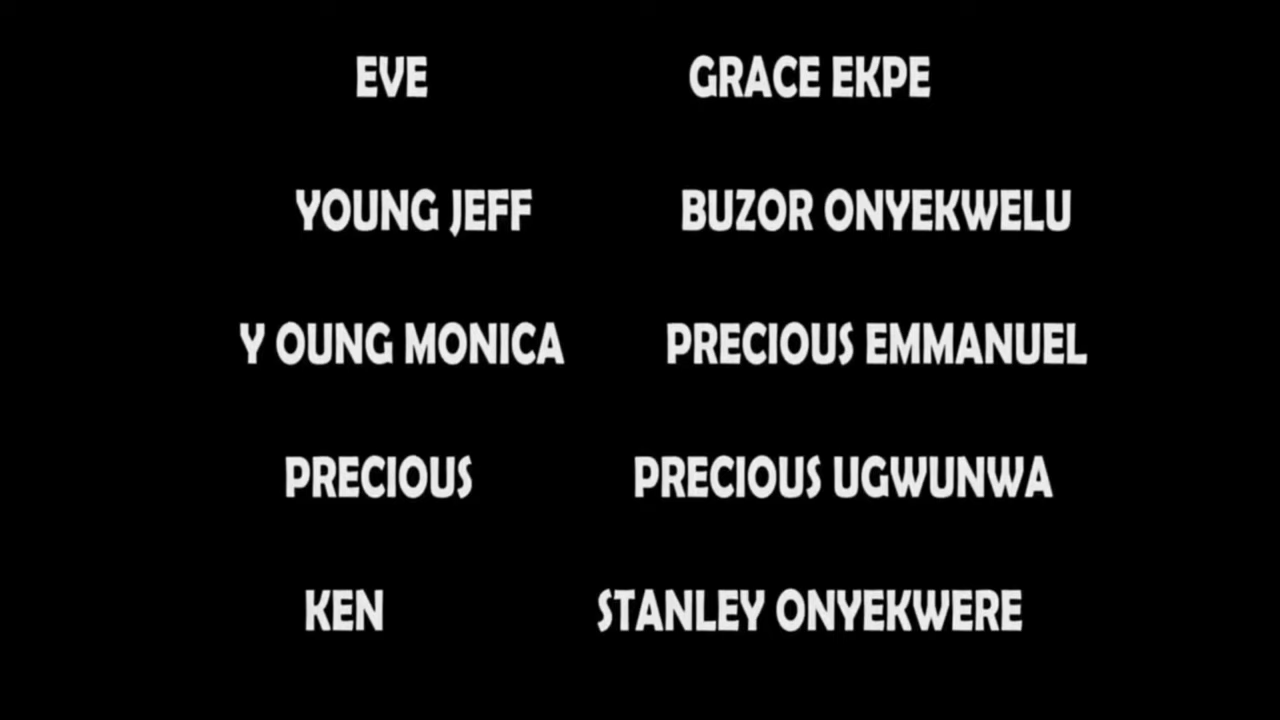 EVE GRACE EKPE
YOUNG JEFF BUZOR ONYEKWELU
Y OUNG MONICA PRECIOUS EMMANUEL
PRECIOUS PRECIOUS UGWUNWA
KEN STANLEY ONYEKWERE